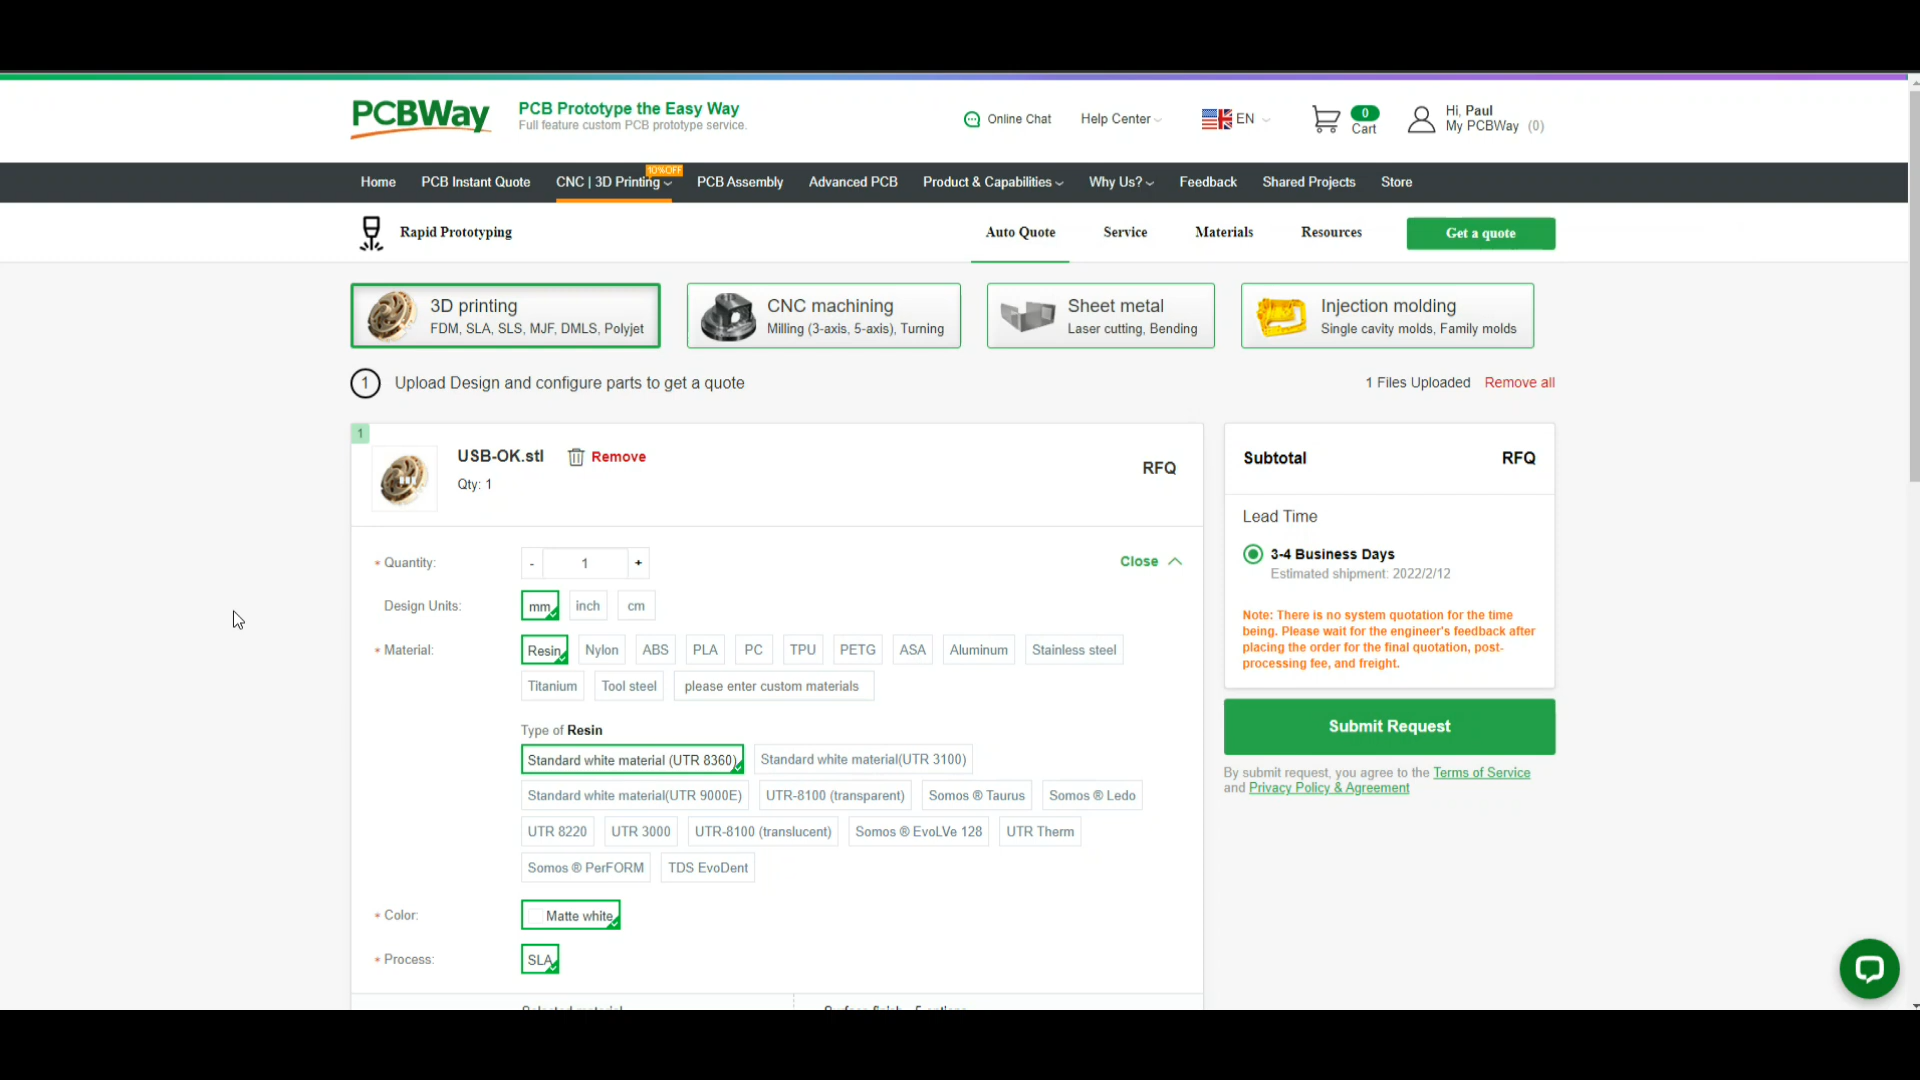 PCBWay
PCB Prototype the Easy Way
Full feature custom PCB prototype service.
Online Chat
Help Center
EN
0
Cart
Hi, Paul
My PCBWay (0)
10%OFF
Home
PCB Instant Quote
CNC | 3D Printing
PCB Assembly
Advanced PCB
Product & Capabilities
Why Us?
Feedback
Shared Projects
Store
Rapid Prototyping
Auto Quote
Service
Materials
Resources
Get a quote
3D printing
FDM, SLA, SLS, MJF, DMLS, Polyjet
CNC machining
Milling (3-axis, 5-axis), Turning
Sheet metal
Laser cutting, Bending
Injection molding
Single cavity molds, Family molds
1 Upload Design and configure parts to get a quote
1 Files Uploaded Remove all
1
USB-OK.stl Remove
Qty: 1
RFQ
* Quantity: - 1 +
Close
Design Units: mm inch cm
* Material: Resin Nylon ABS PLA PC TPU PETG ASA Aluminum Stainless steel
Titanium Tool steel please enter custom materials
Type of Resin
Standard white material (UTR 8360) Standard white material(UTR 3100)
Standard white material(UTR 9000E) UTR-8100 (transparent) Somos ® Taurus Somos ® Ledo
UTR 8220 UTR 3000 UTR-8100 (translucent) Somos ® EvoLVe 128 UTR Therm
Somos ® PerFORM TDS EvoDent
* Color: Matte white
* Process: SLA
Subtotal RFQ
Lead Time
3-4 Business Days
Estimated shipment: 2022/2/12
Note: There is no system quotation for the time
being. Please wait for the engineer's feedback after
placing the order for the final quotation, post-
processing fee, and freight.
Submit Request
By submit request, you agree to the Terms of Service
and Privacy Policy & Agreement